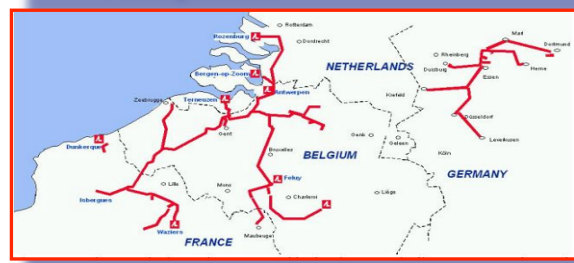 Rotterdam
Rozenburg
Dordrecht
Marl
Dortmund
NETHERLANDS
Rheinberg
Bergen-op-Zoom
Duisburg
Essen
Herne
Terneuzen
Antwerpen
Krefeld
Zeebrugge
Düsseldorf
Gent
Genk
Geleen
Leverkusen
Dunkerque
Bruxelles
BELGIUM
Köln
Lille
Mons
Feluy
GERMANY
Isbergues
Charleroi
Liège
Waziers
Maubeuge
FRANCE